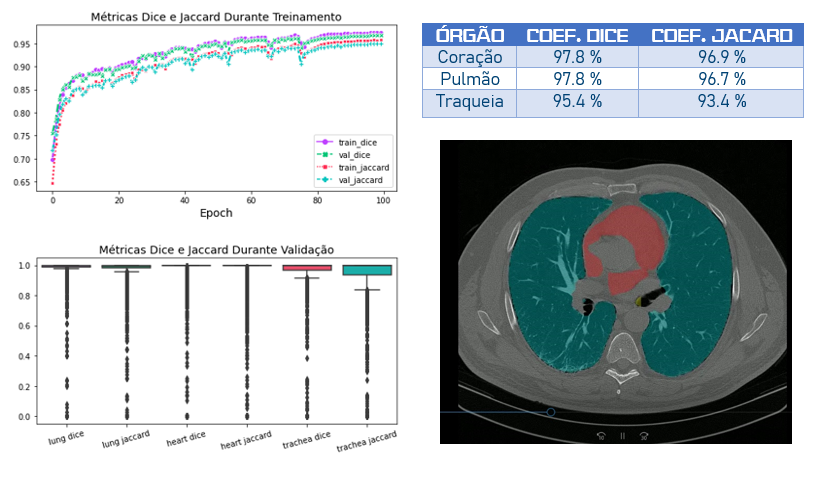 Métricas Dice e Jaccard Durante Treinamento
0.95
0.90
0.85
0.80
0.75
0.70
0.65
train_dice
val_dice
train_jaccard
val_jaccard
0 20 40 60 80 100
Epoch
Métricas Dice e Jaccard Durante Validação
1.0
0.8
0.6
0.4
0.2
0.0
lung dice lung jaccard heart dice heart jaccard trachea dice trachea jaccard
ÓRGÃO COEF. DICE COEF. JACARD
Coração 97.8 % 96.9 %
Pulmão 97.8 % 96.7 %
Traqueia 95.4 % 93.4 %